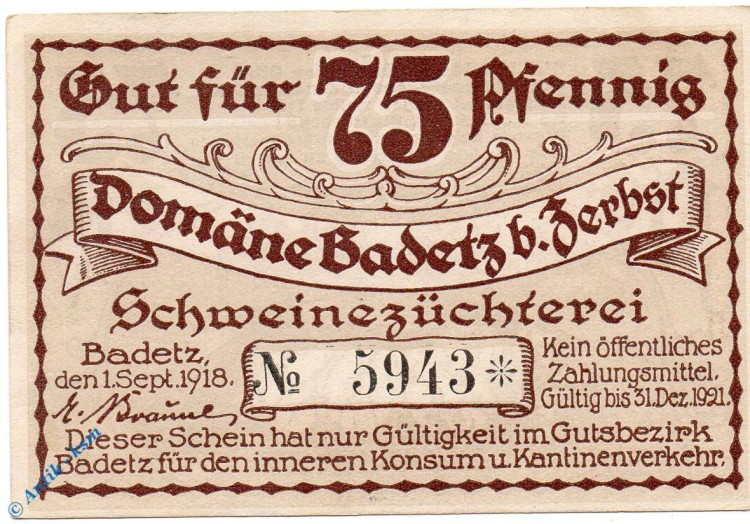 Gut für 75 Pfennig
Domäne Badetz b. Zerbst
Schweinezüchterei
Badetz,
den 1. Sept. 1918.
№ 5943 *
Kein öffentliches
Zahlungsmittel.
Gültig bis 31. Dez. 1921.
Dieser Schein hat nur Gültigkeit im Gutsbezirk
Badetz für den inneren Konsum u. Kantinenverkehr.